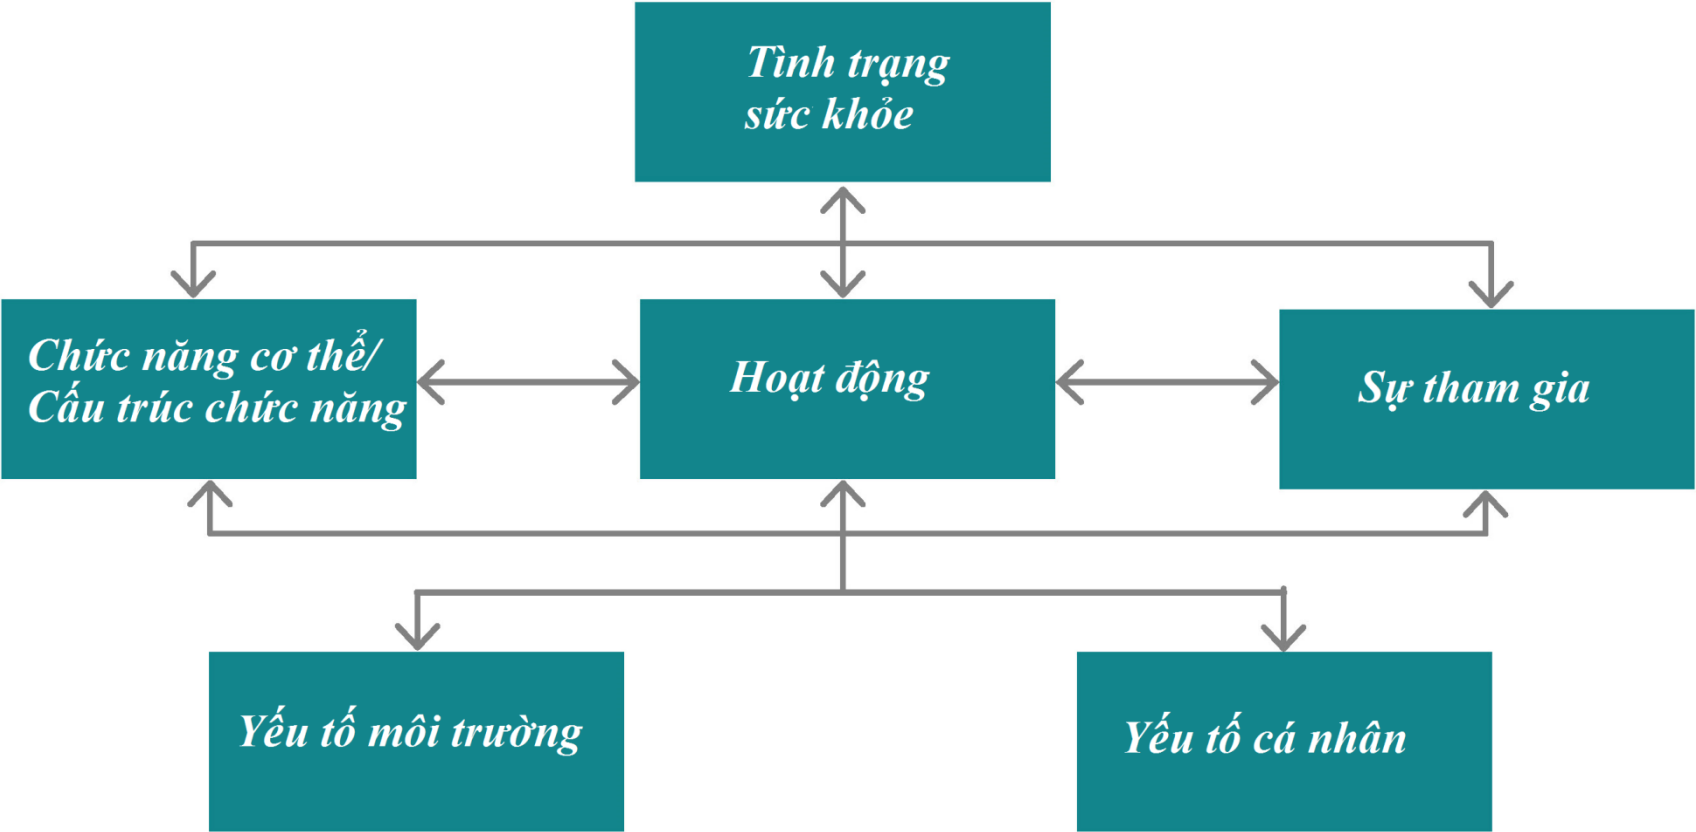 Tình trạng
sức khỏe
Chức năng cơ thể/
Cấu trúc chức năng
Hoạt động
Sự tham gia
Yếu tố môi trường
Yếu tố cá nhân